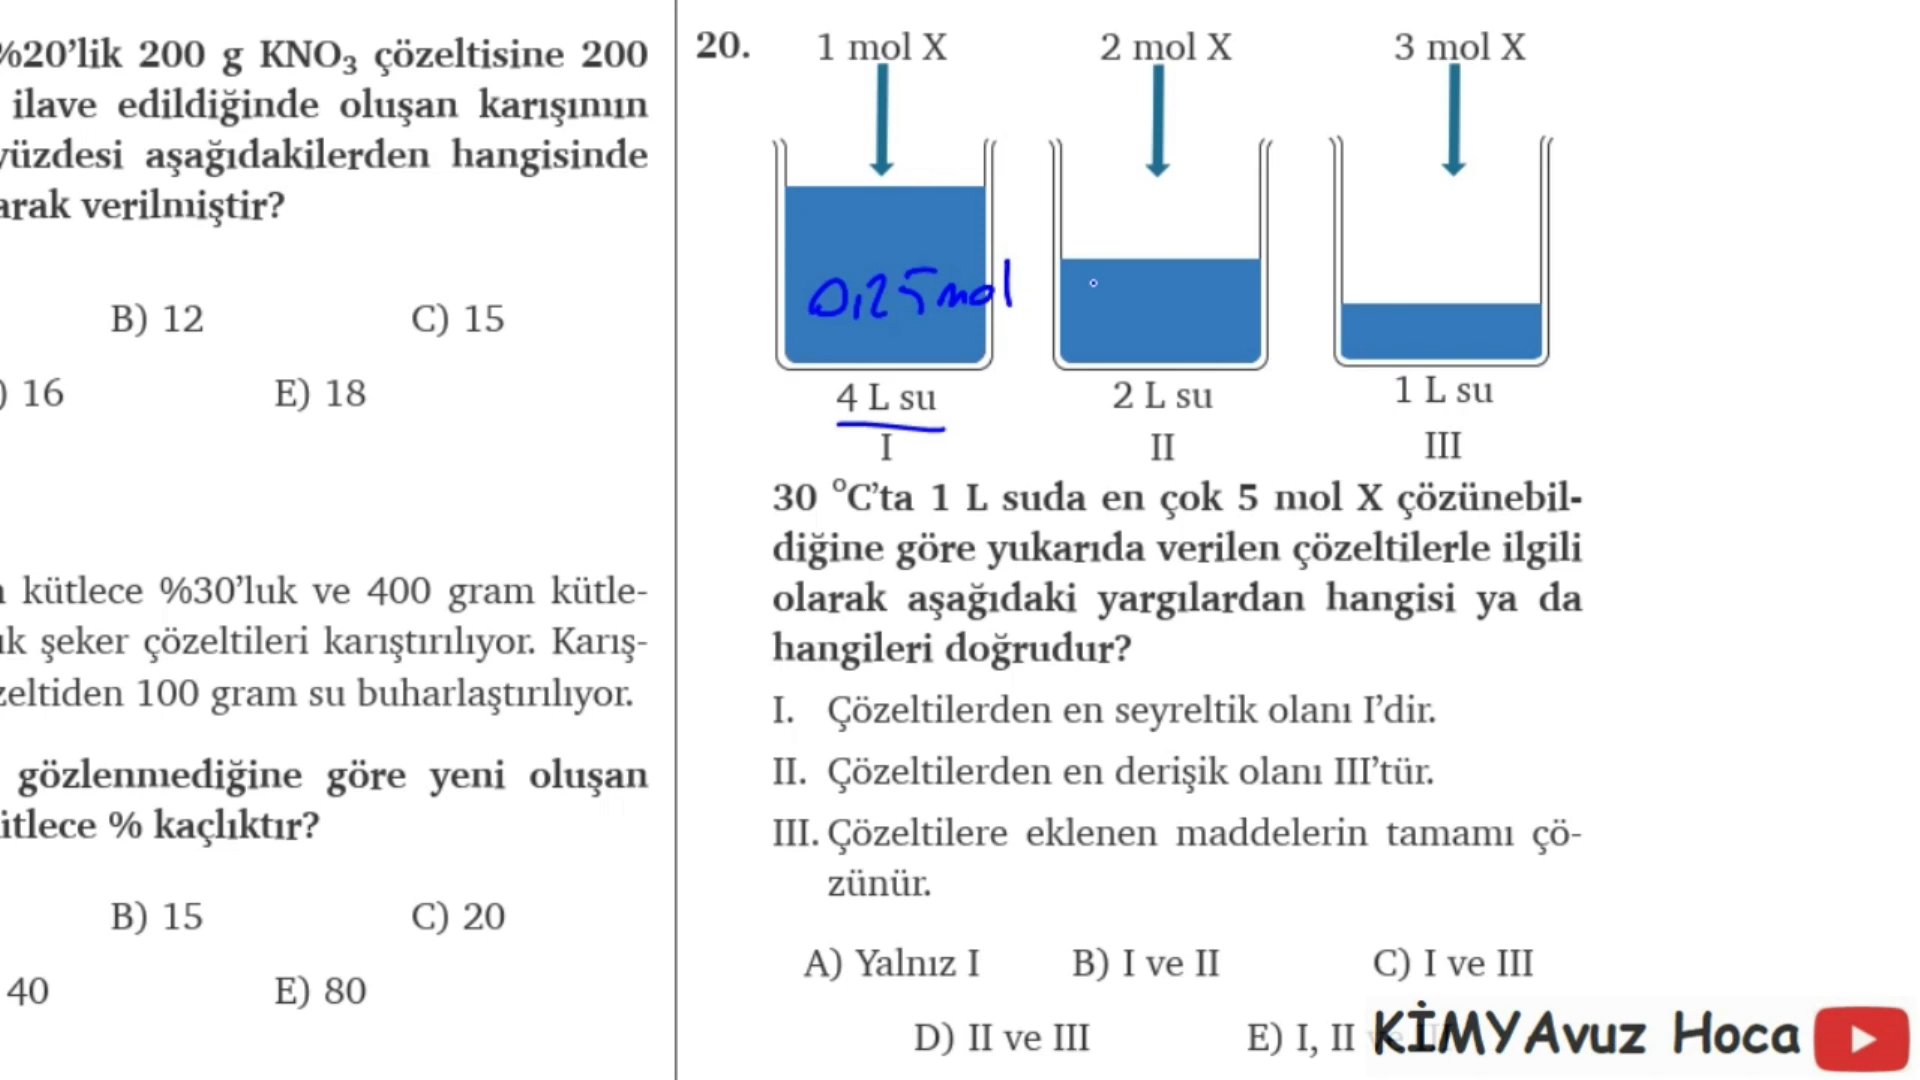 %20’lik 200 g KNO₃ çözeltisine 200
ilave edildiğinde oluşan karışımın
yüzdesi aşağıdakilerden hangisinde
arak verilmiştir?
B) 12 C) 15
) 16 E) 18
kütlece %30’luk ve 400 gram kütle-
ık şeker çözeltileri karıştırılıyor. Karış-
zeltiden 100 gram su buharlaştırılıyor.
gözlenmediğine göre yeni oluşan
itlece % kaçlıktır?
B) 15 C) 20
40 E) 80
20. 1 mol X 2 mol X 3 mol X
0,25 mol
4 L su 2 L su 1 L su
I II III
30 °C’ta 1 L suda en çok 5 mol X çözünebil-
diğine göre yukarıda verilen çözeltilerle ilgili
olarak aşağıdaki yargılardan hangisi ya da
hangileri doğrudur?
I. Çözeltilerden en seyreltik olanı I’dir.
II. Çözeltilerden en derişik olanı III’tür.
III. Çözeltilere eklenen maddelerin tamamı çö-
zünür.
A) Yalnız I B) I ve II C) I ve III
D) II ve III E) I, II
KİMYAvuz Hoca